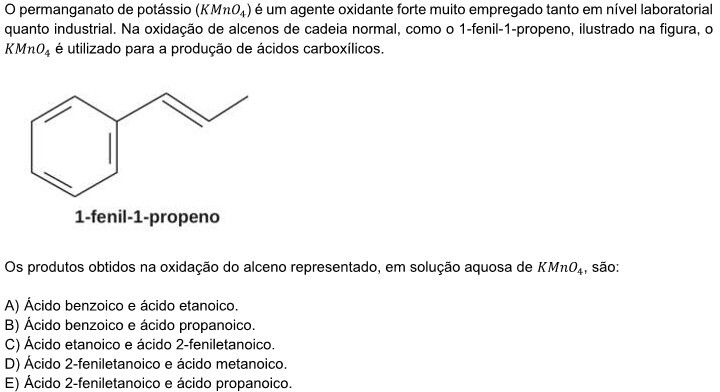 O permanganato de potássio (KMnO₄) é um agente oxidante forte muito empregado tanto em nível laboratorial
quanto industrial. Na oxidação de alcenos de cadeia normal, como o 1-fenil-1-propeno, ilustrado na figura, o
KMnO₄ é utilizado para a produção de ácidos carboxílicos.
1-fenil-1-propeno
Os produtos obtidos na oxidação do alceno representado, em solução aquosa de KMnO₄, são:
A) Ácido benzoico e ácido etanoico.
B) Ácido benzoico e ácido propanoico.
C) Ácido etanoico e ácido 2-feniletanoico.
D) Ácido 2-feniletanoico e ácido metanoico.
E) Ácido 2-feniletanoico e ácido propanoico.